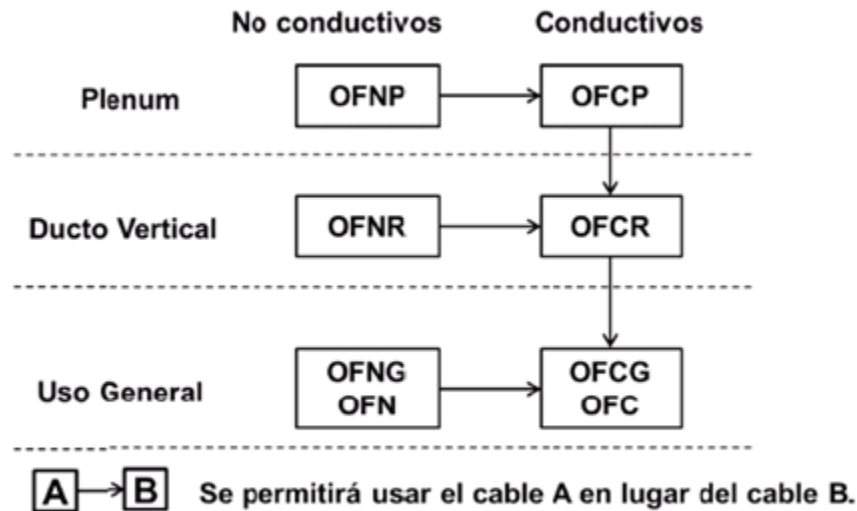 No conductivos Conductivos
Plenum OFNP OFCP
Ducto Vertical OFNR OFCR
OFNG OFCG
Uso General
OFN OFC
A B Se permitirá usar el cable A en lugar del cable B.